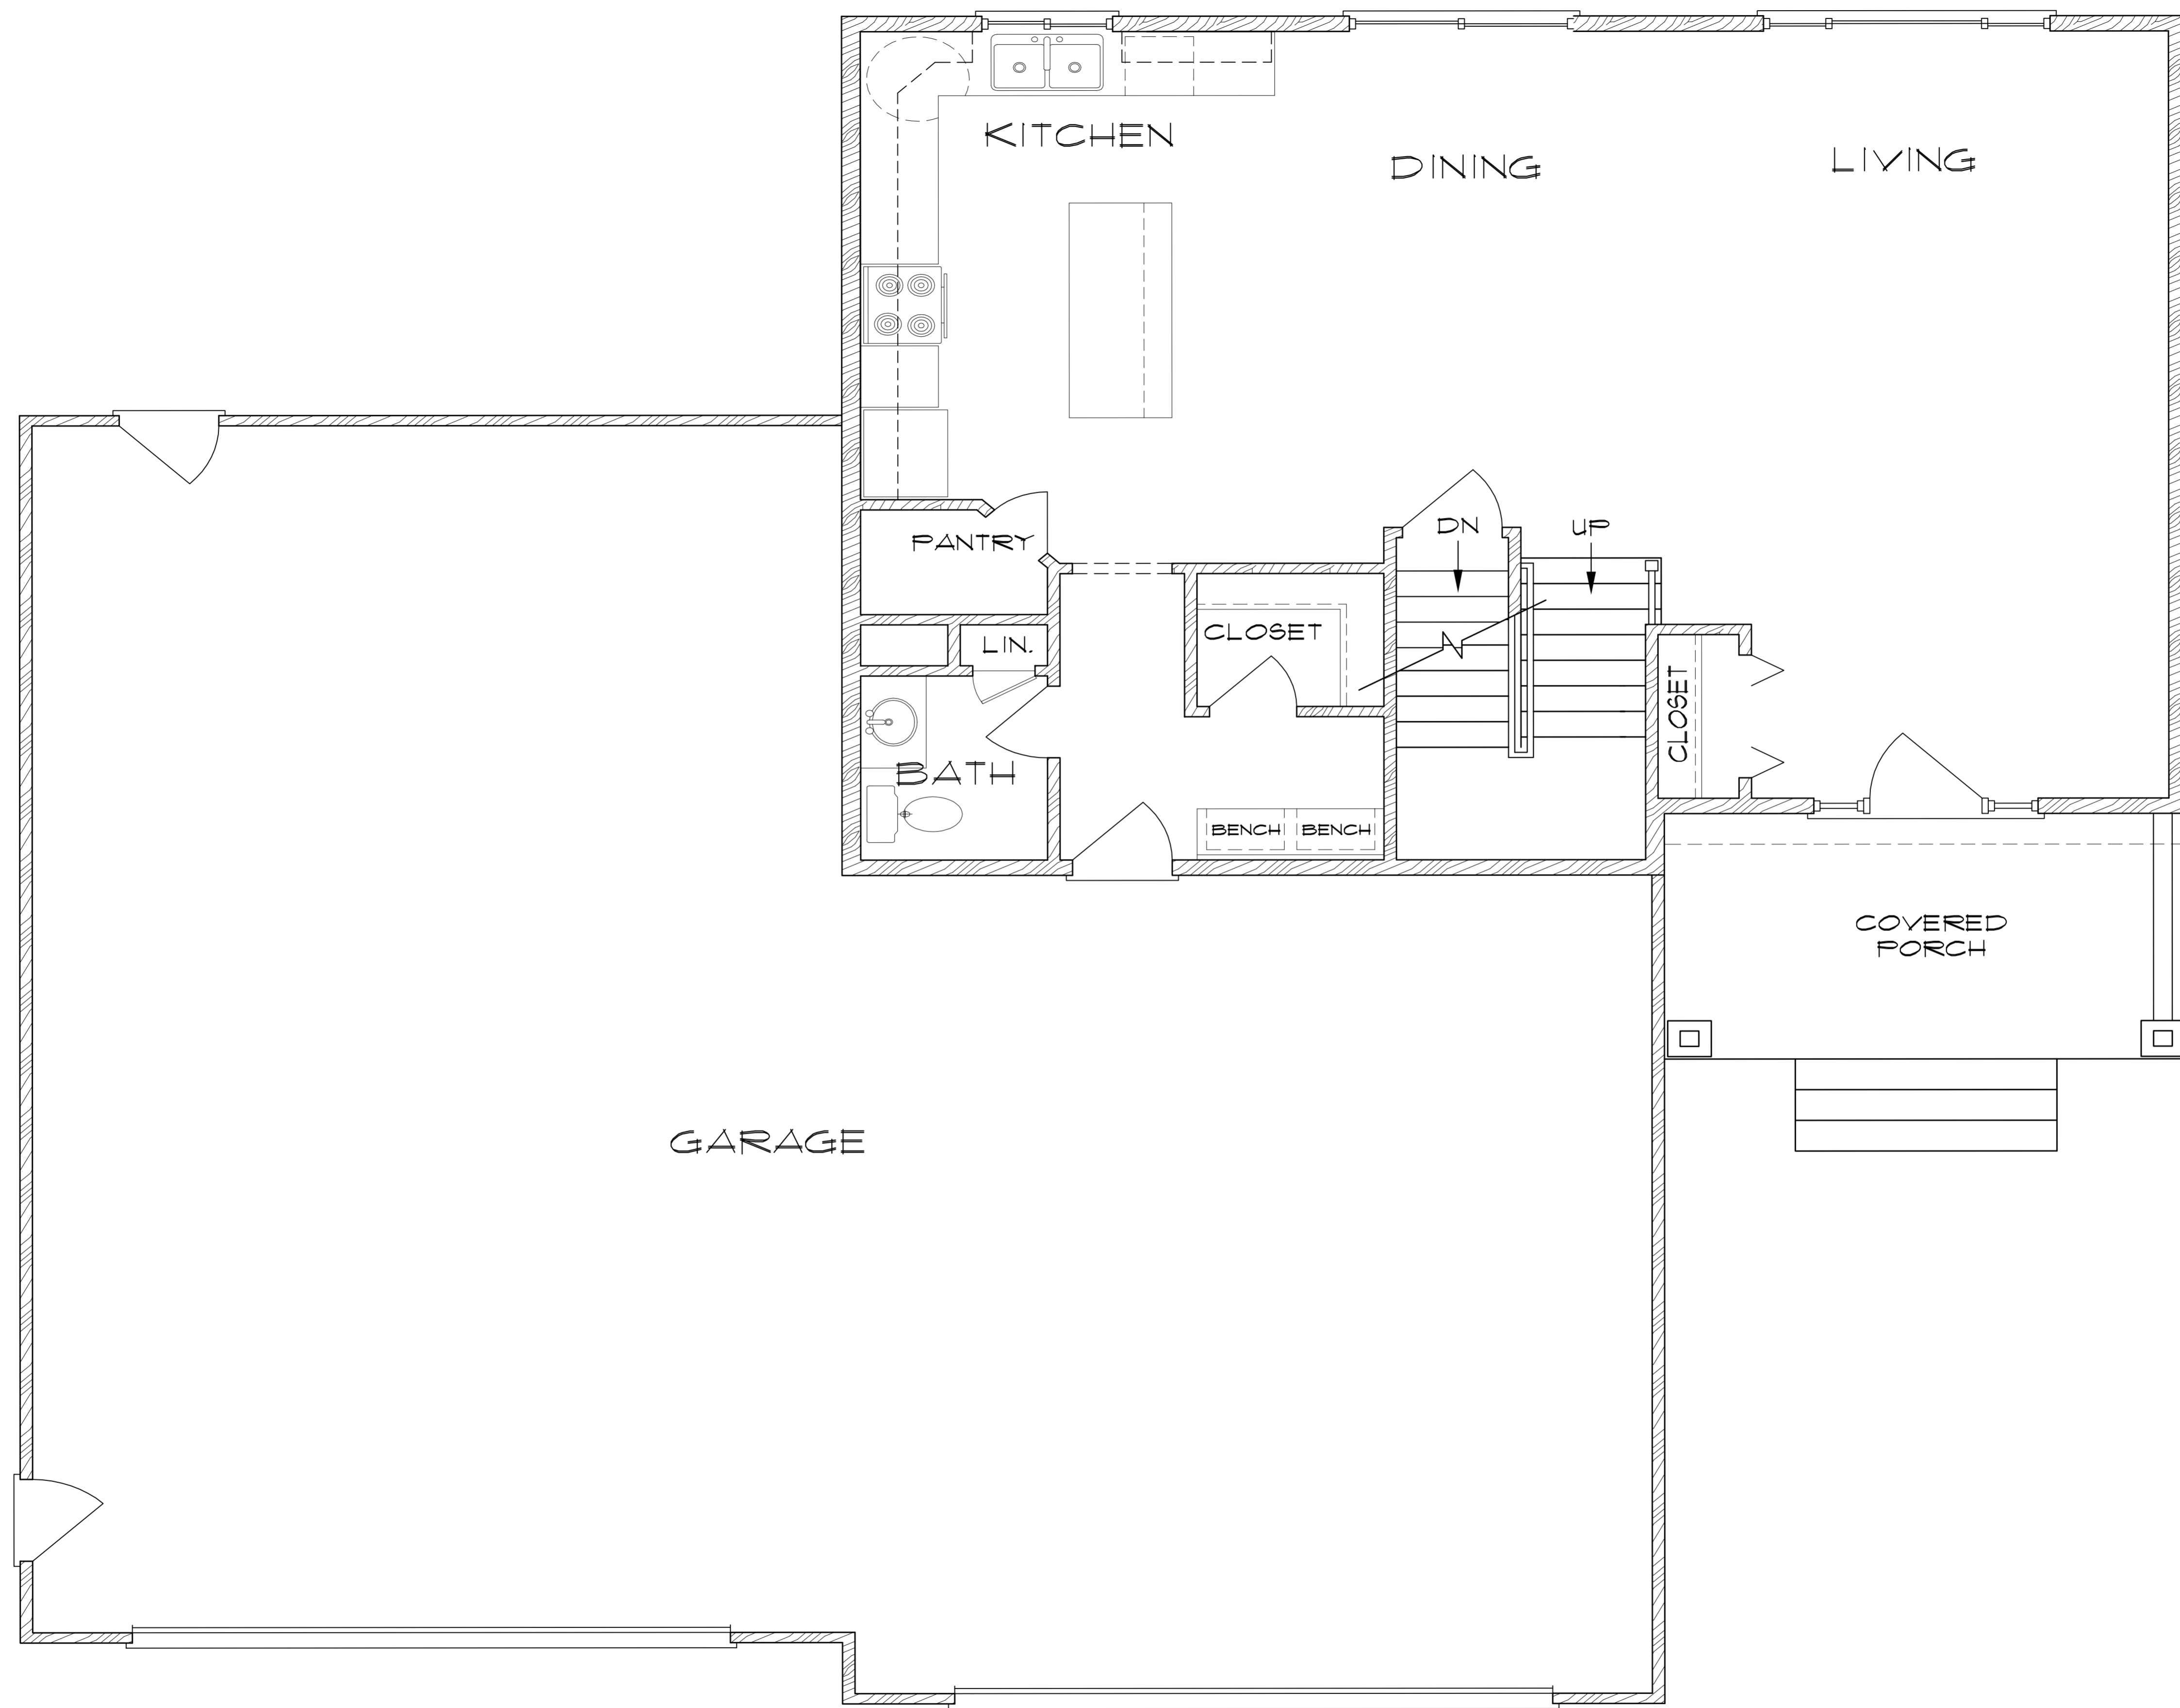 KITCHEN
DINING
LIVING
PANTRY
DN
UP
CLOSET
LIN.
CLOSET
BATH
BENCH
BENCH
COVERED
PORCH
GARAGE